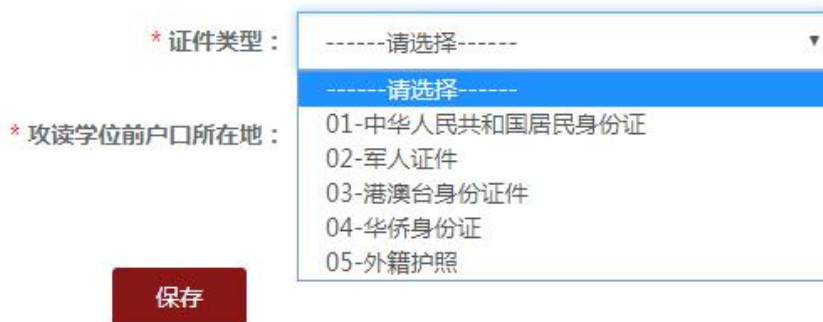 * 证件类型：
------请选择------
------请选择------
01-中华人民共和国居民身份证
* 攻读学位前户口所在地：
02-军人证件
03-港澳台身份证件
04-华侨身份证
05-外籍护照
保存